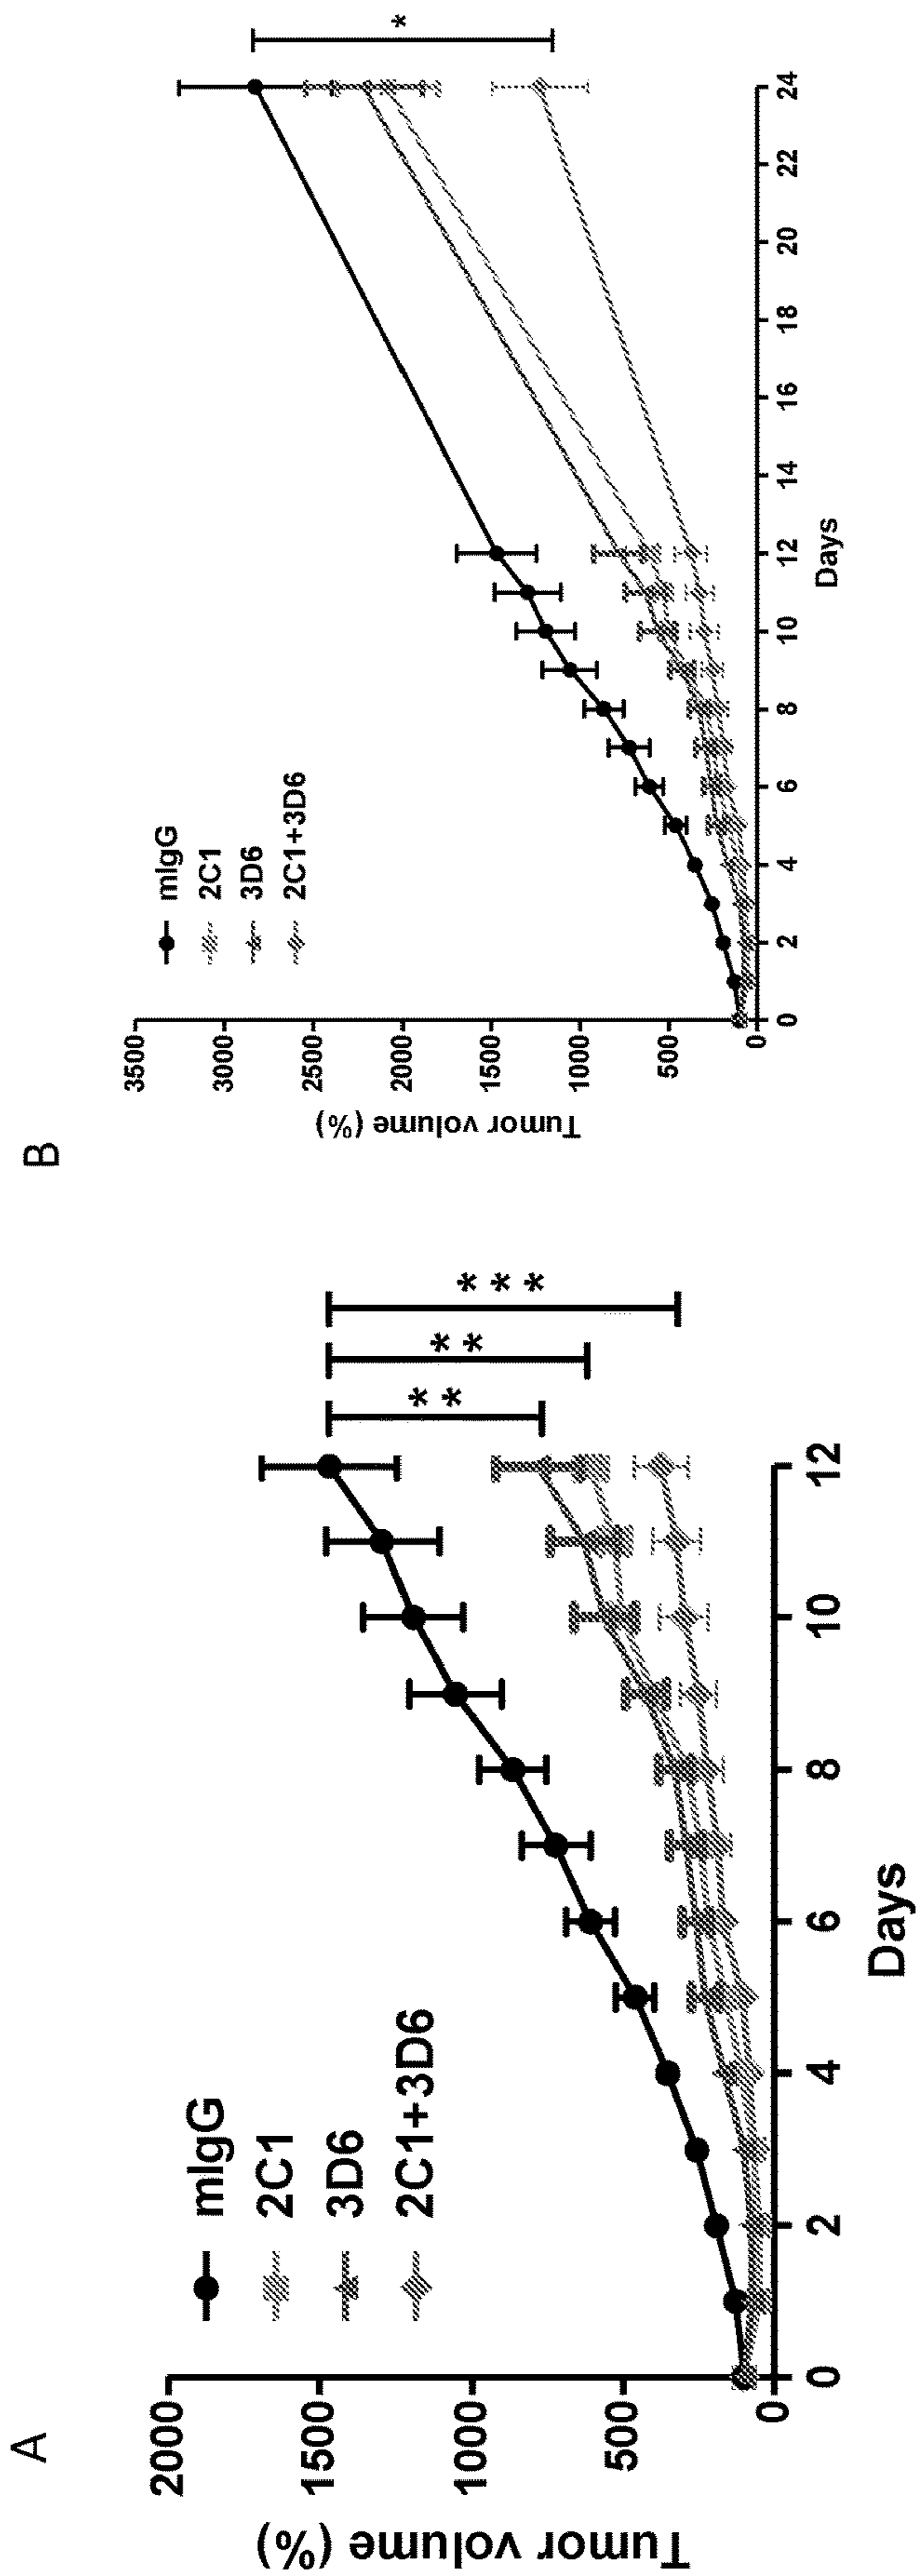 A
Tumor volume (%)
2000
1500
1000
500
0
mIgG
2C1
3D6
2C1+3D6
0 2 4 6 8 10 12
Days
**
**
***
B
Tumor volume (%)
3500
3000
2500
2000
1500
1000
500
0
mIgG
2C1
3D6
2C1+3D6
0 2 4 6 8 10 12 14 16 18 20 22 24
Days
*